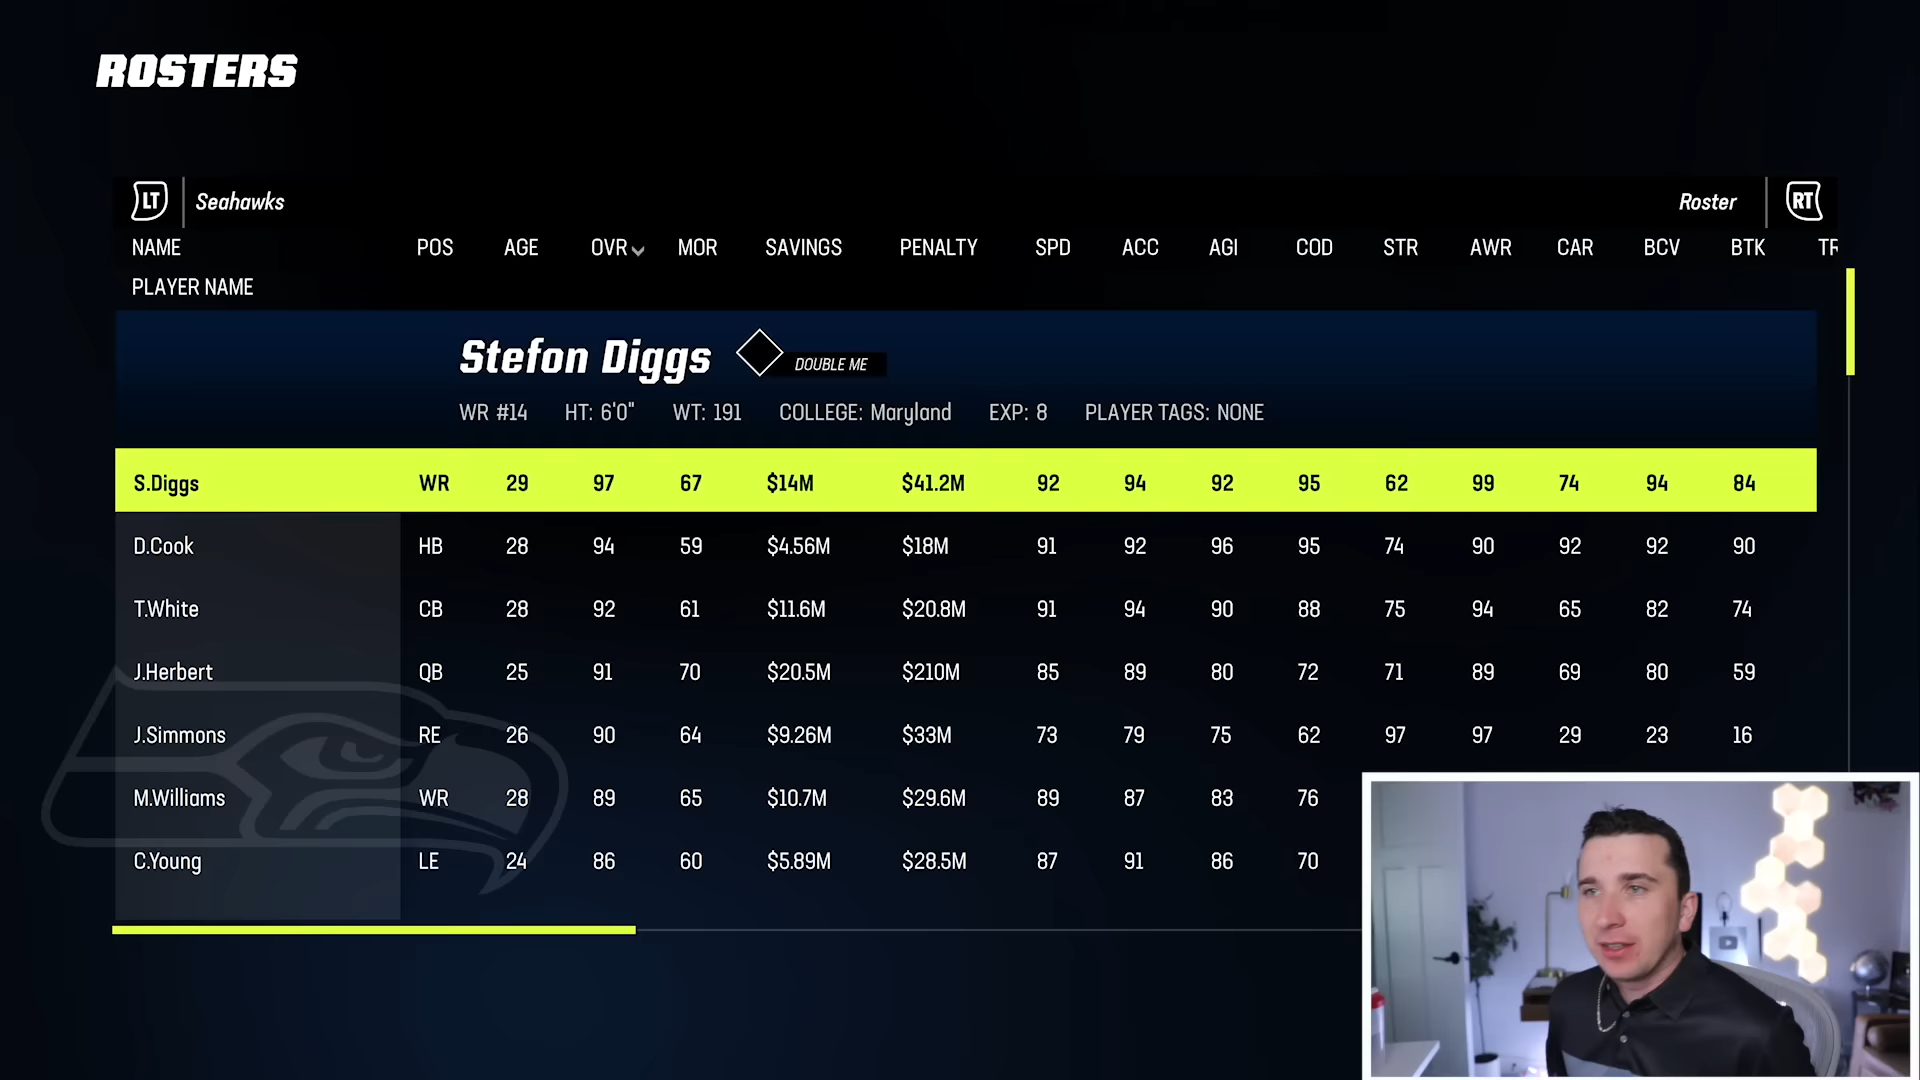 ROSTERS
LT Seahawks Roster RT
NAME POS AGE OVR MOR SAVINGS PENALTY SPD ACC AGI COD STR AWR CAR BCV BTK TR
PLAYER NAME
Stefon Diggs DOUBLE ME
WR #14 HT: 6'0" WT: 191 COLLEGE: Maryland EXP: 8 PLAYER TAGS: NONE
S.Diggs WR 29 97 67 $14M $41.2M 92 94 92 95 62 99 74 94 84
D.Cook HB 28 94 59 $4.56M $18M 91 92 96 95 74 90 92 92 90
T.White CB 28 92 61 $11.6M $20.8M 91 94 90 88 75 94 65 82 74
J.Herbert QB 25 91 70 $20.5M $210M 85 89 80 72 71 89 69 80 59
J.Simmons RE 26 90 64 $9.26M $33M 73 79 75 62 97 97 29 23 16
M.Williams WR 28 89 65 $10.7M $29.6M 89 87 83 76
C.Young LE 24 86 60 $5.89M $28.5M 87 91 86 70